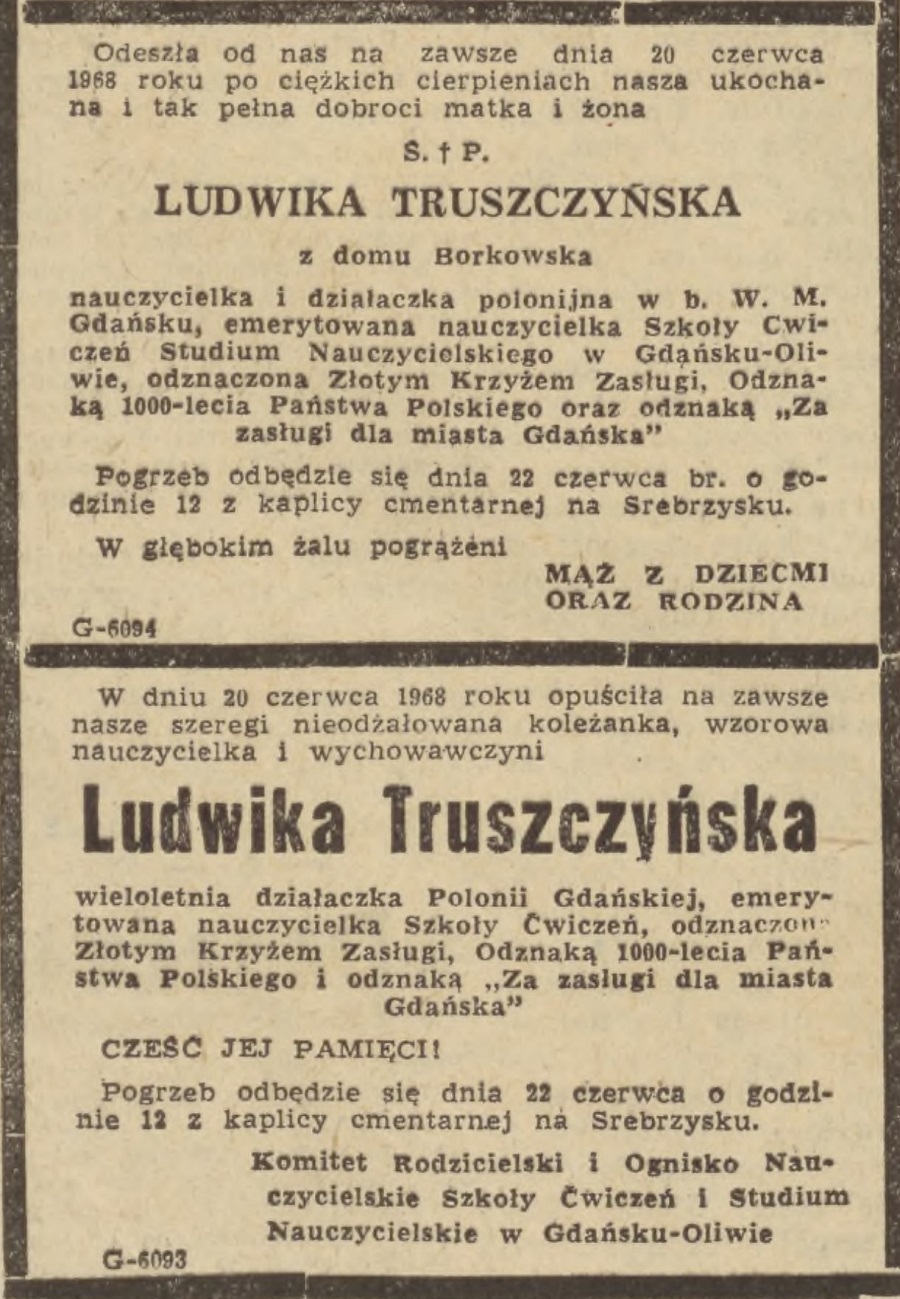 Odeszła od nas na zawsze dnia 20 czerwca
1968 roku po ciężkich cierpieniach nasza ukocha-
na i tak pełna dobroci matka i żona
Ś. † P.
LUDWIKA TRUSZCZYŃSKA
z domu Borkowska
nauczycielka i działaczka polonijna w b. W. M.
Gdańsku, emerytowana nauczycielka Szkoły Cwi-
czeń Studium Nauczycielskiego w Gdańsku-Oli-
wie, odznaczona Złotym Krzyżem Zasługi, Odzna-
ką 1000-lecia Państwa Polskiego oraz odznaką „Za
zasługi dla miasta Gdańska”
Pogrzeb odbędzie się dnia 22 czerwca br. o go-
dzinie 12 z kaplicy cmentarnej na Srebrzysku.
W głębokim żalu pogrążeni
MĄŻ Z DZIEĆMI
ORAZ RODZINA
G-6094
W dniu 20 czerwca 1968 roku opuściła na zawsze
nasze szeregi nieodżałowana koleżanka, wzorowa
nauczycielka i wychowawczyni
Ludwika Truszczyńska
wieloletnia działaczka Polonii Gdańskiej, emery-
towana nauczycielka Szkoły Ćwiczeń, odznaczona
Złotym Krzyżem Zasługi, Odznaką 1000-lecia Pań-
stwa Polskiego i odznaką „Za zasługi dla miasta
Gdańska”
CZEŚĆ JEJ PAMIĘCI!
Pogrzeb odbędzie się dnia 22 czerwca o godzi-
nie 12 z kaplicy cmentarnej na Srebrzysku.
Komitet Rodzicielski i Ognisko Nau-
czycielskie Szkoły Ćwiczeń i Studium
Nauczycielskie w Gdańsku-Oliwie
G-6093